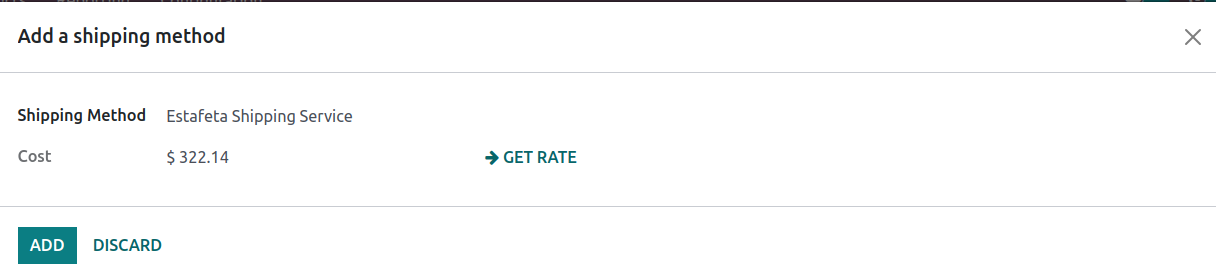 Add a shipping method
Shipping Method Estafeta Shipping Service
Cost $ 322.14 GET RATE
ADD DISCARD